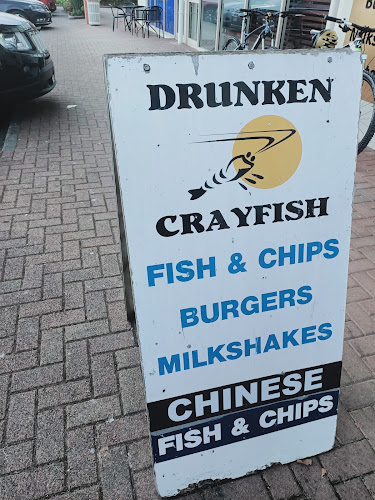 DRUNKEN
CRAYFISH
FISH & CHIPS
BURGERS
MILKSHAKES
CHINESE
FISH & CHIPS